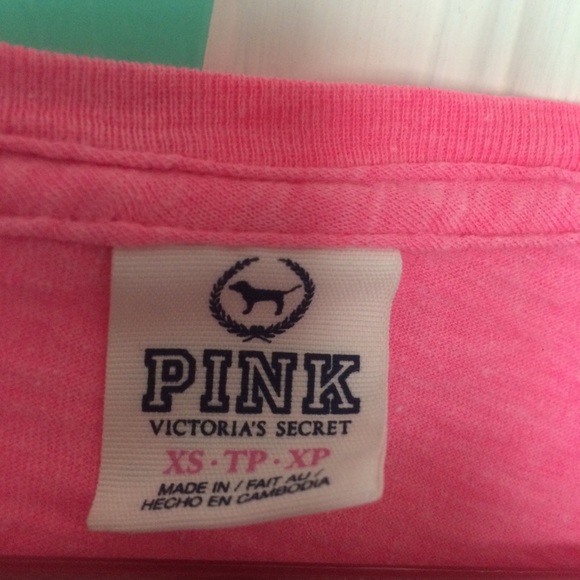 PINK
VICTORIA'S SECRET
XS · TP · XP
MADE IN / FAIT AU /
HECHO EN CAMBODIA